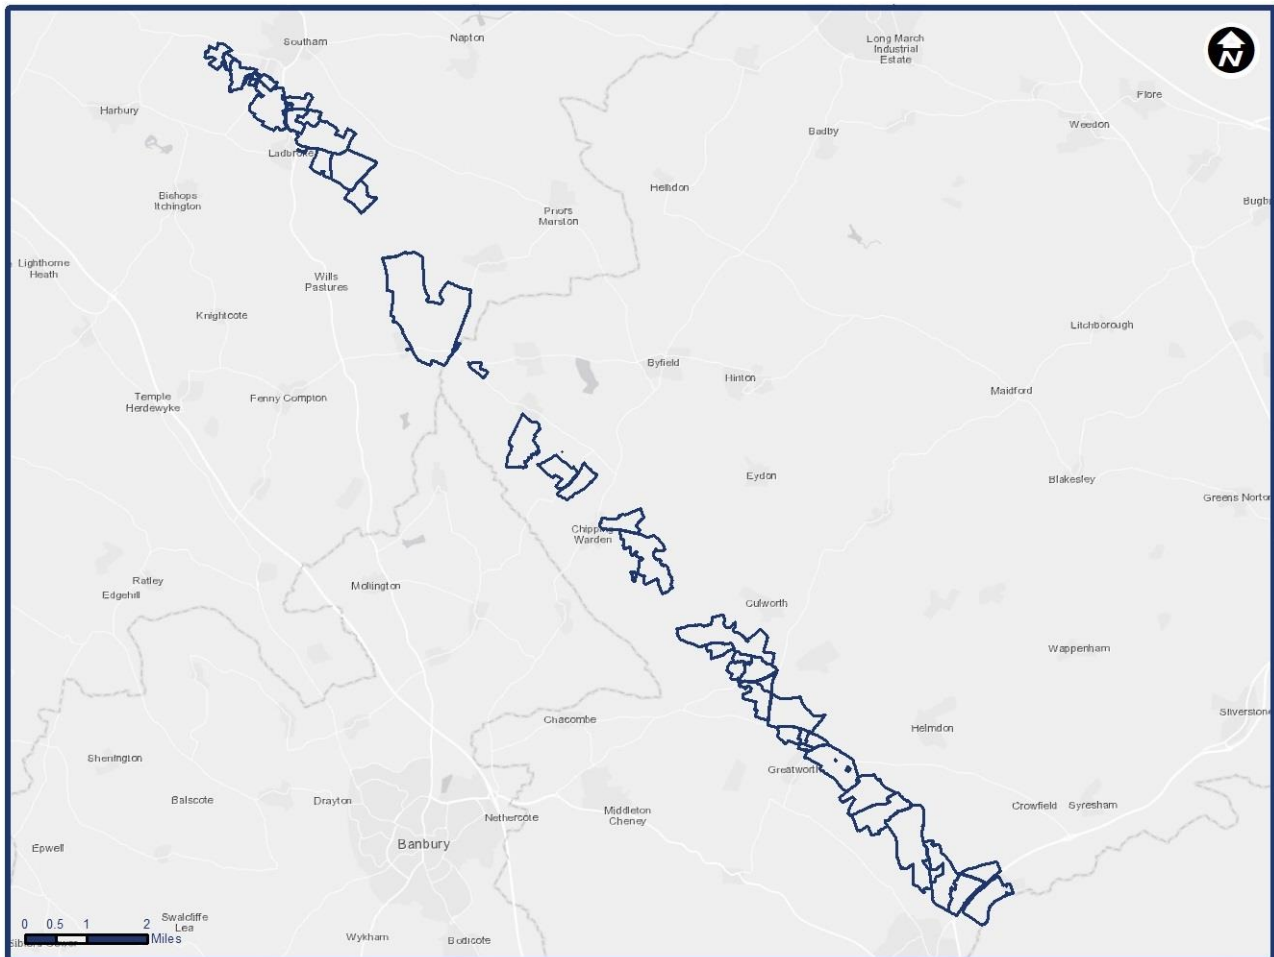 Southam
Napton
Long March
Industrial
Estate
N
Harbury
Flore
Weedon
Badby
Ladbroke
Bishops
Itchington
Hellidon
Priors
Marston
Lighthorne
Heath
Wills
Pastures
Knightcote
Litchborough
Byfield
Hinton
Maidford
Temple
Herdewyke
Fenny Compton
Eydon
Blakesley
Greens Norton
Chipping
Warden
Ratley
Edgehill
Mollington
Culworth
Wappenham
Chacombe
Helmdon
Silverstone
Shenington
Greatworth
Balscote
Drayton
Nethercote
Middleton
Cheney
Crowfield
Syresham
Epwell
Banbury
0 0.5 1 2
Miles
Swalcliffe
Lea
Wykham
Bodicote